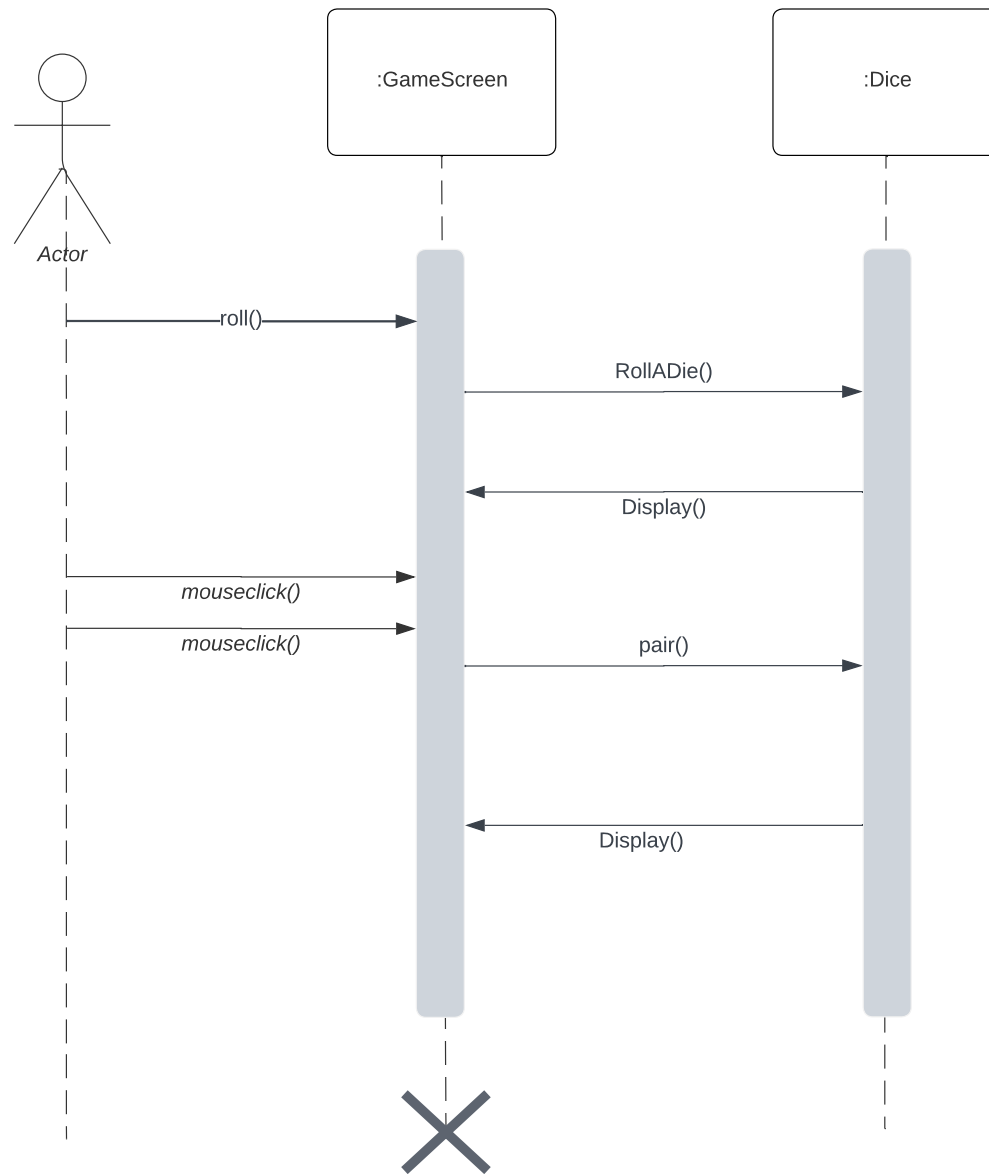 :GameScreen
:Dice
Actor
roll()
RollADie()
Display()
mouseclick()
mouseclick()
pair()
Display()